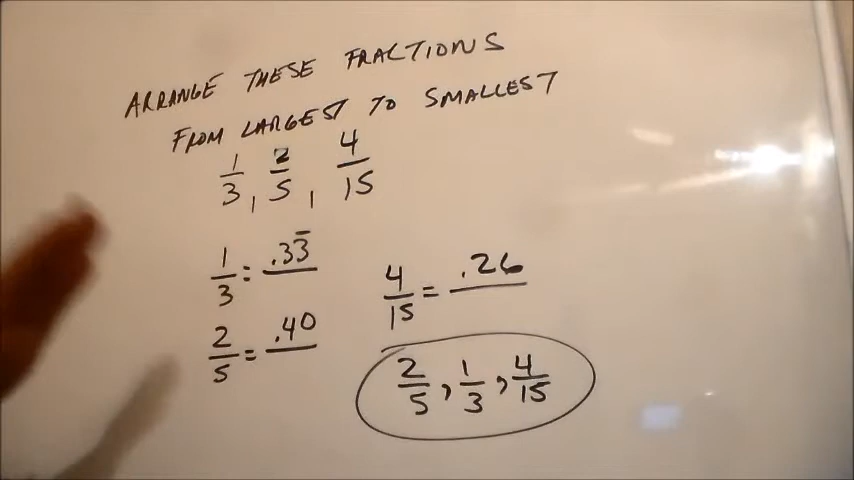 ARRANGE THESE FRACTIONS
FROM LARGEST TO SMALLEST
1/3, 2/5, 4/15
1/3 = .33̅
4/15 = .26
2/5 = .40
2/5, 1/3, 4/15